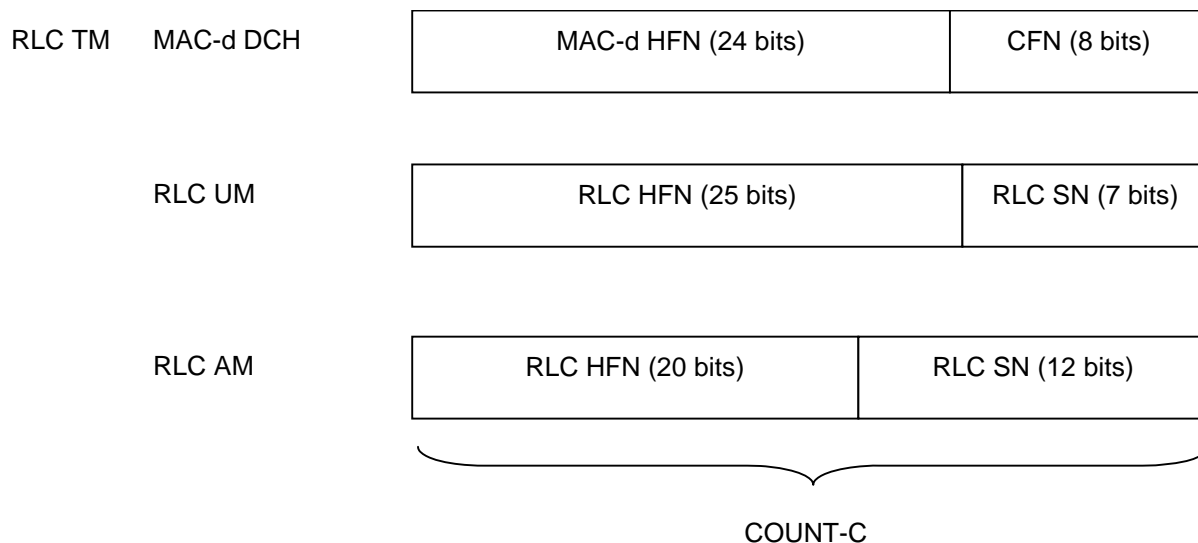 RLC TM MAC-d DCH MAC-d HFN (24 bits) CFN (8 bits)
RLC UM RLC HFN (25 bits) RLC SN (7 bits)
RLC AM RLC HFN (20 bits) RLC SN (12 bits)
COUNT-C